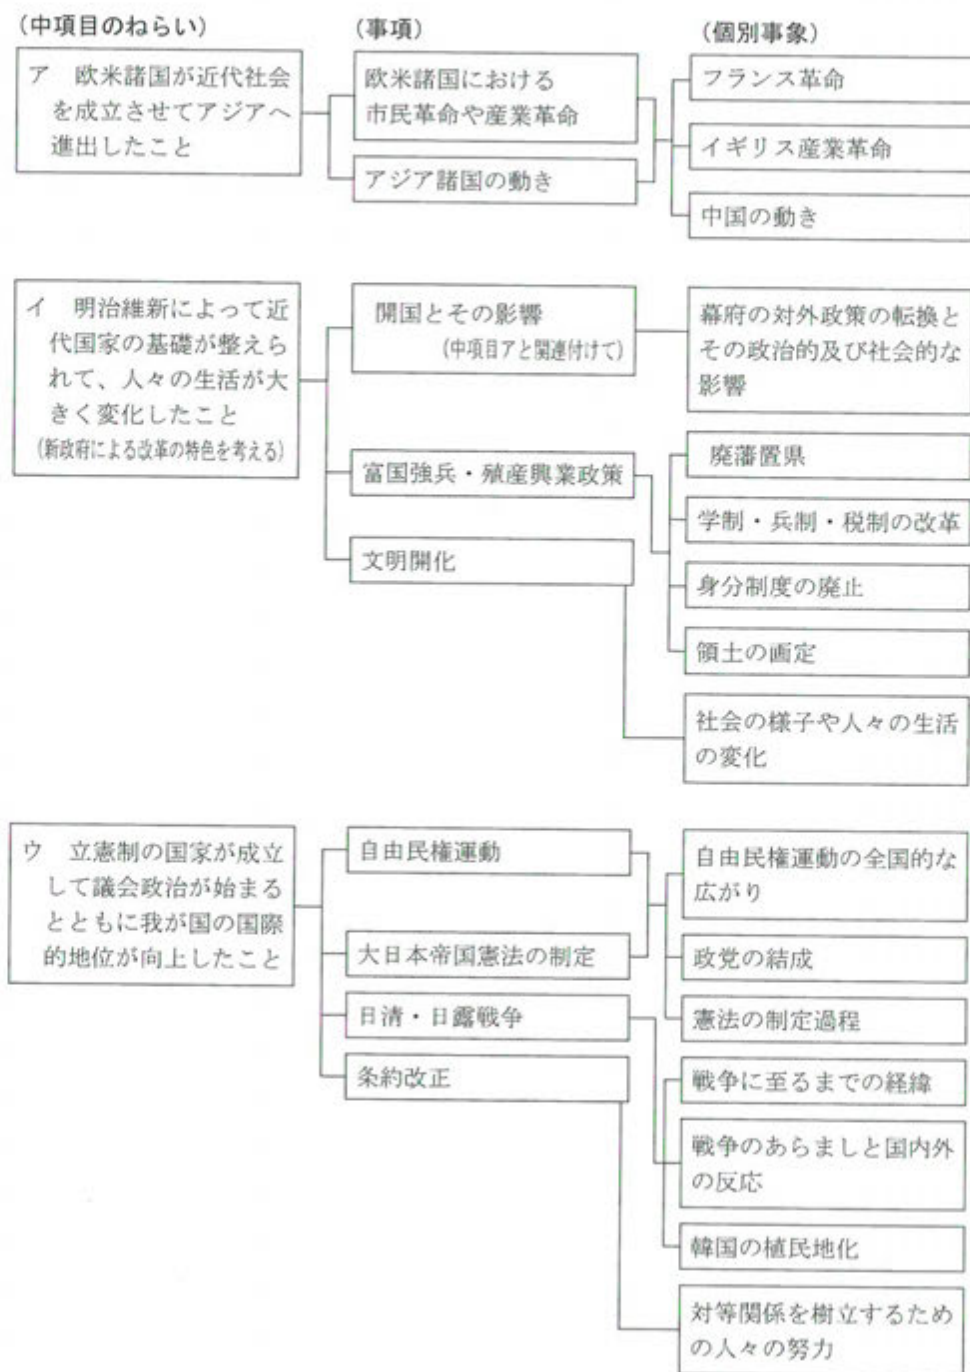 (中項目のねらい)
(事項)
(個別事象)
ア 欧米諸国が近代社会
を成立させてアジアへ
進出したこと
欧米諸国における
市民革命や産業革命
アジア諸国の動き
フランス革命
イギリス産業革命
中国の動き
イ 明治維新によって近
代国家の基礎が整えら
れて、人々の生活が大
きく変化したこと
(新政府による改革の特色を考える)
開国とその影響
(中項目アと関連付けて)
富国強兵・殖産興業政策
文明開化
幕府の対外政策の転換と
その政治的及び社会的な
影響
廃藩置県
学制・兵制・税制の改革
身分制度の廃止
領土の画定
社会の様子や人々の生活
の変化
ウ 立憲制の国家が成立
して議会政治が始まる
とともに我が国の国際
的地位が向上したこと
自由民権運動
大日本帝国憲法の制定
日清・日露戦争
条約改正
自由民権運動の全国的な
広がり
政党の結成
憲法の制定過程
戦争に至るまでの経緯
戦争のあらましと国内外
の反応
韓国の植民地化
対等関係を樹立するため
の人々の努力